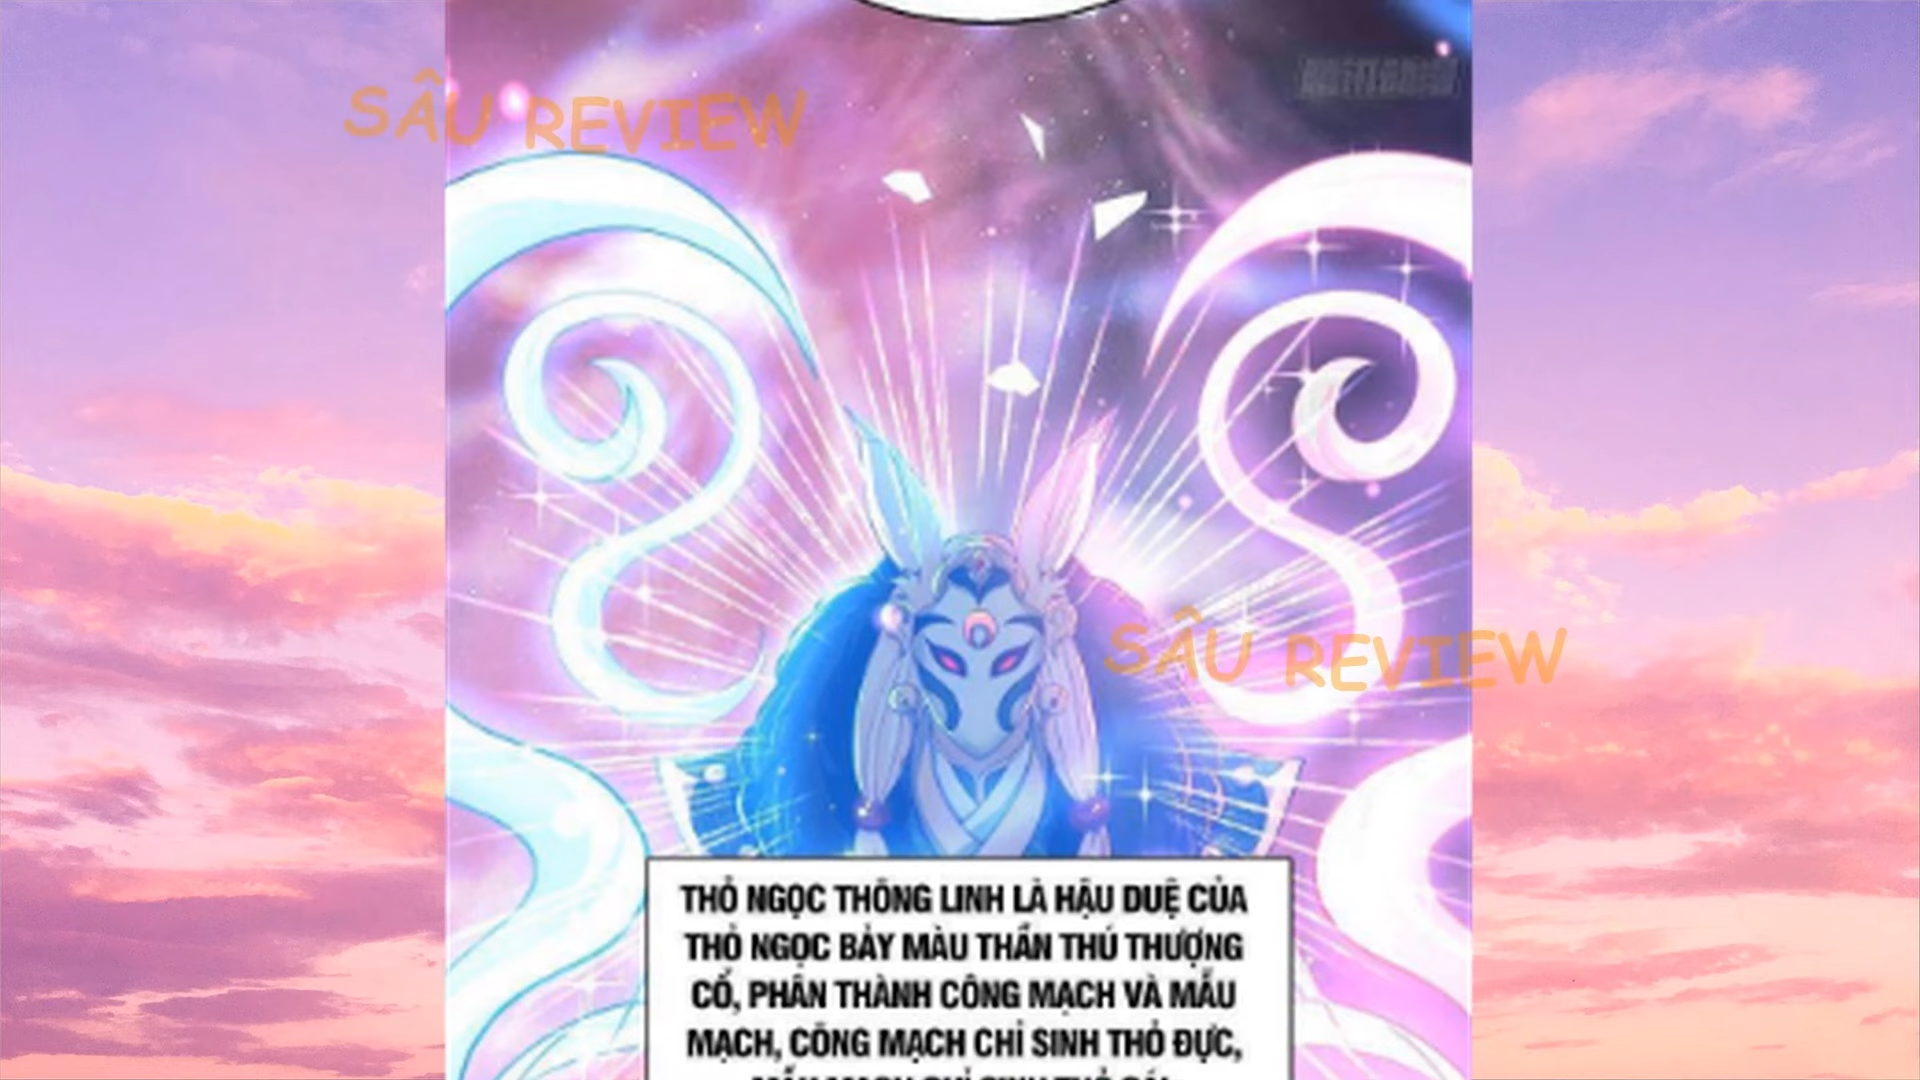 SÂU REVIEW
SÂU REVIEW
THỎ NGỌC THÔNG LINH LÀ HẬU DUỆ CỦA
THỎ NGỌC BẢY MÀU THẦN THÚ THƯỢNG
CỔ, PHÂN THÀNH CÔNG MẠCH VÀ MẪU
MẠCH, CÔNG MẠCH CHỈ SINH THỎ ĐỰC,